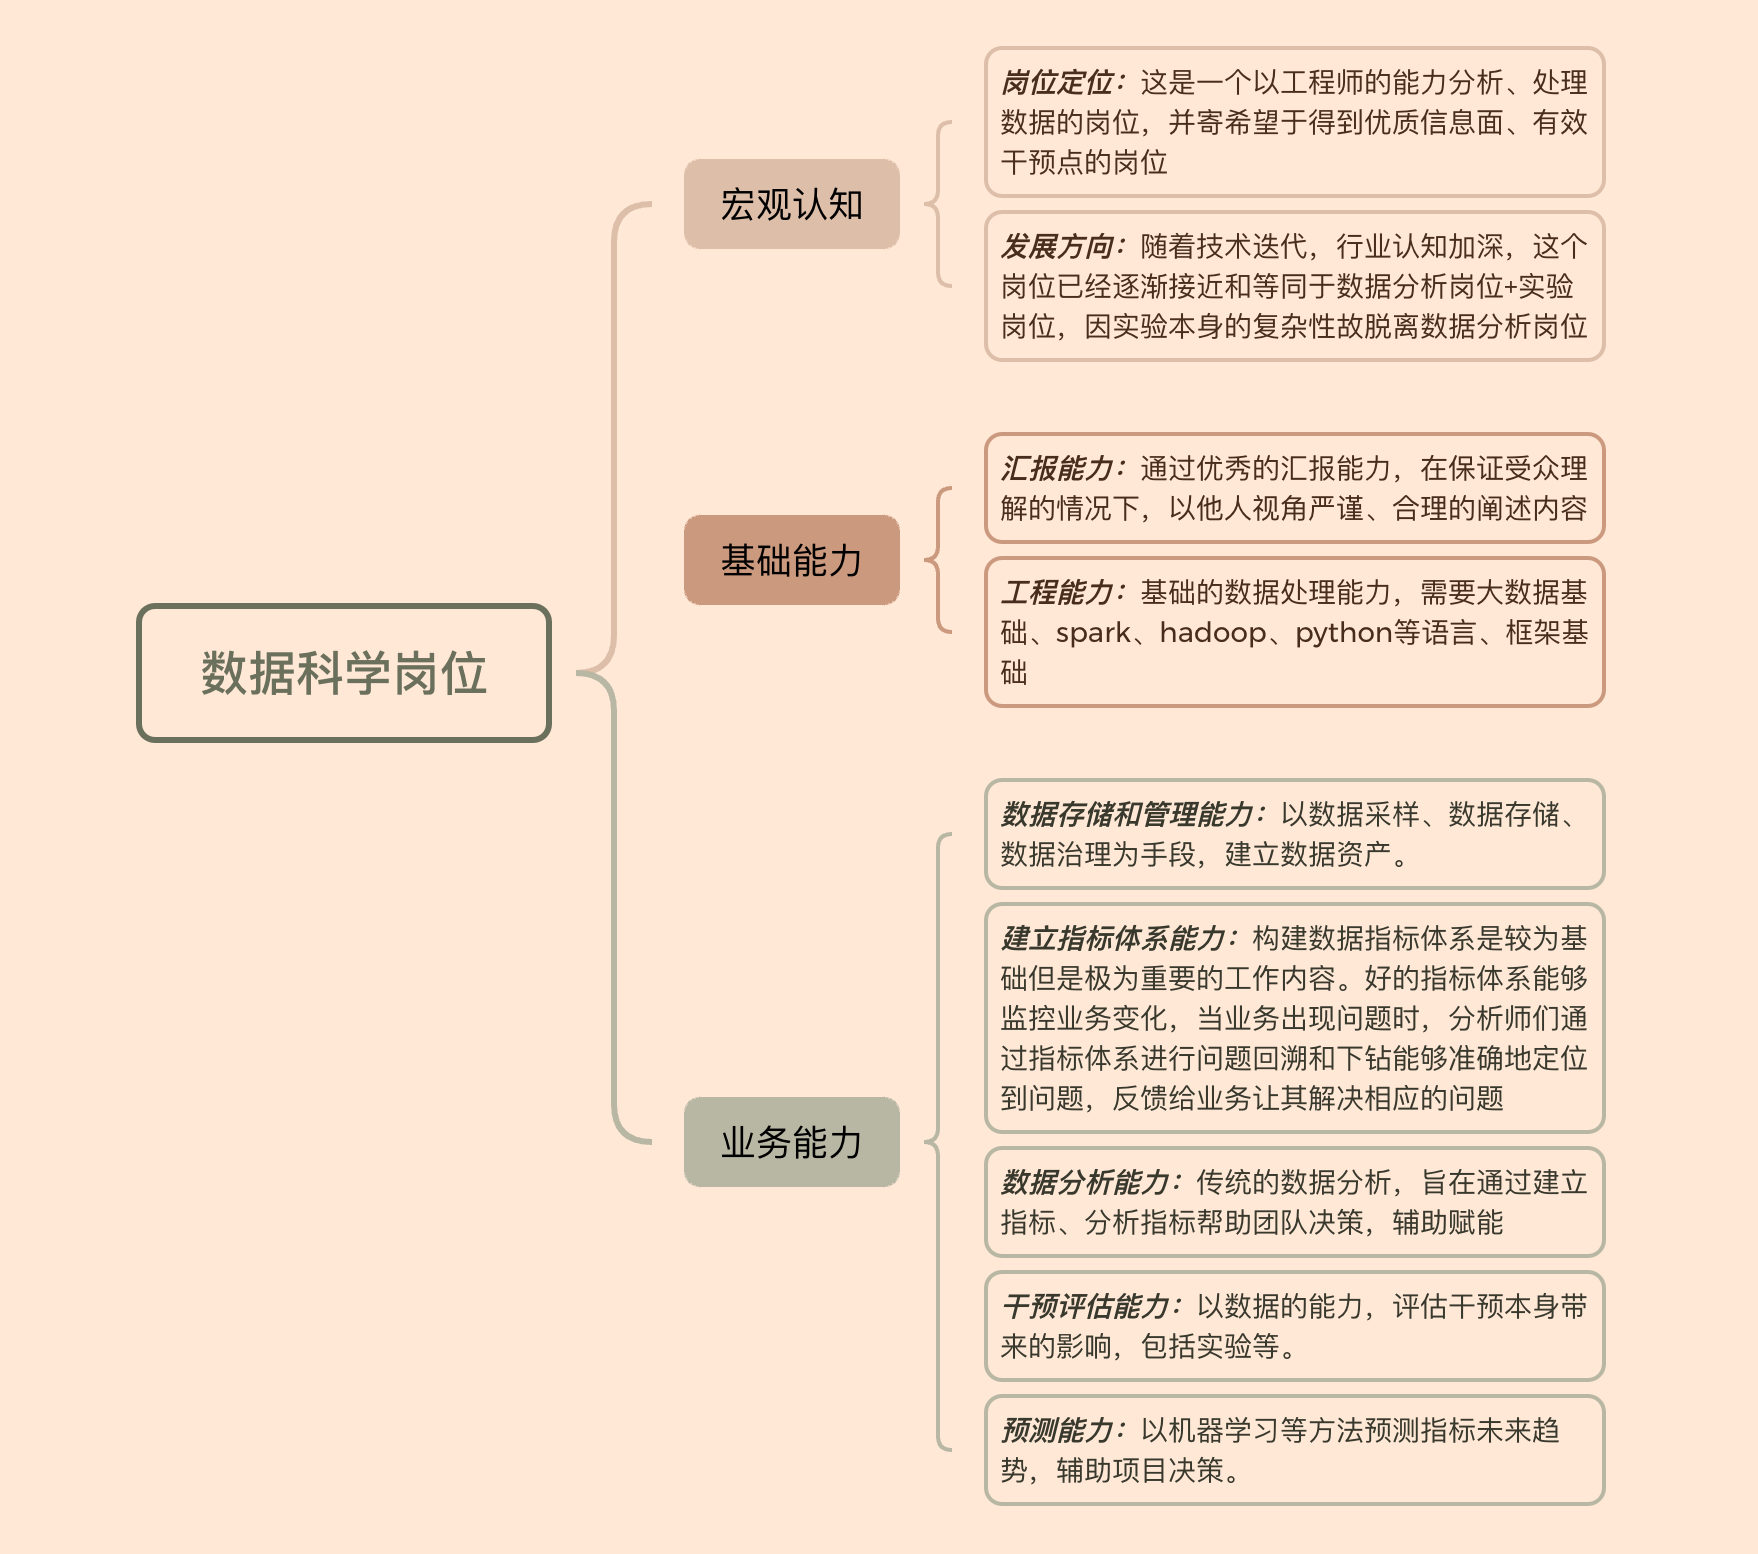 数据科学岗位
宏观认知
岗位定位：这是一个以工程师的能力分析、处理
数据的岗位，并寄希望于得到优质信息面、有效
干预点的岗位
发展方向：随着技术迭代，行业认知加深，这个
岗位已经逐渐接近和等同于数据分析岗位+实验
岗位，因实验本身的复杂性故脱离数据分析岗位
基础能力
汇报能力：通过优秀的汇报能力，在保证受众理
解的情况下，以他人视角严谨、合理的阐述内容
工程能力：基础的数据处理能力，需要大数据基
础、spark、hadoop、python等语言、框架基
础
业务能力
数据存储和管理能力：以数据采样、数据存储、
数据治理为手段，建立数据资产。
建立指标体系能力：构建数据指标体系是较为基
础但是极为重要的工作内容。好的指标体系能够
监控业务变化，当业务出现问题时，分析师们通
过指标体系进行问题回溯和下钻能够准确地定位
到问题，反馈给业务让其解决相应的问题
数据分析能力：传统的数据分析，旨在通过建立
指标、分析指标帮助团队决策，辅助赋能
干预评估能力：以数据的能力，评估干预本身带
来的影响，包括实验等。
预测能力：以机器学习等方法预测指标未来趋
势，辅助项目决策。